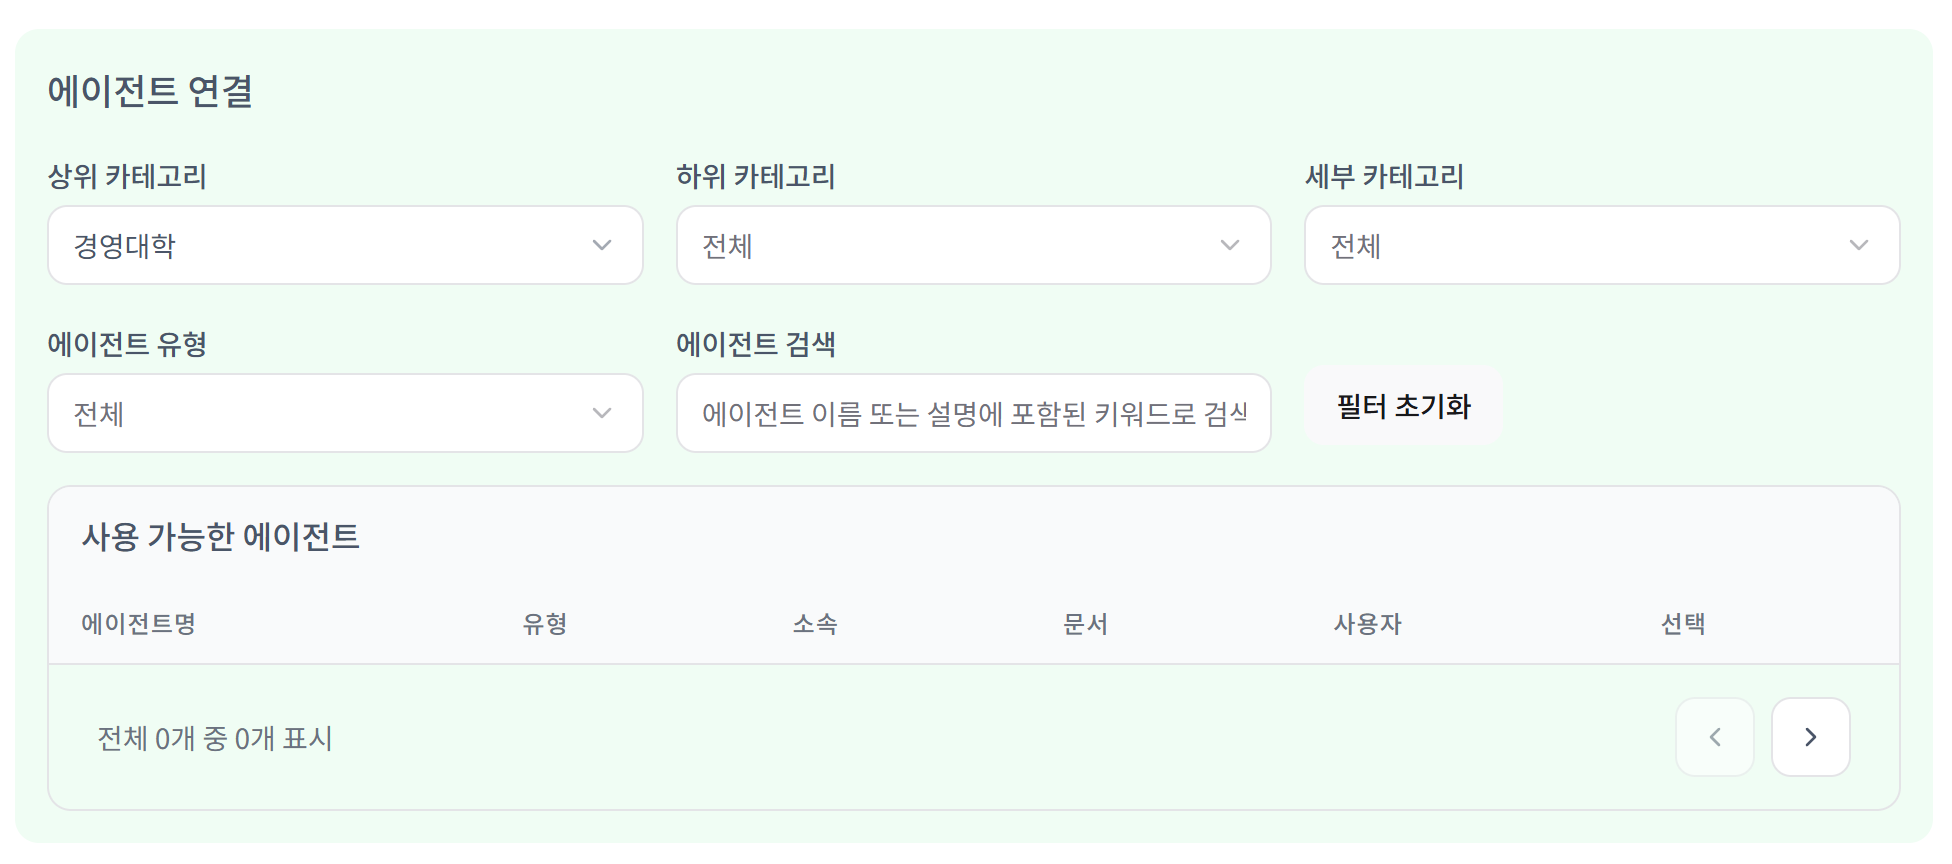 에이전트 연결
상위 카테고리 하위 카테고리 세부 카테고리
경영대학 전체 전체
에이전트 유형 에이전트 검색
전체 에이전트 이름 또는 설명에 포함된 키워드로 필터 초기화
사용 가능한 에이전트
에이전트명 유형 소속 문서 사용자 선택
전체 0개 중 0개 표시